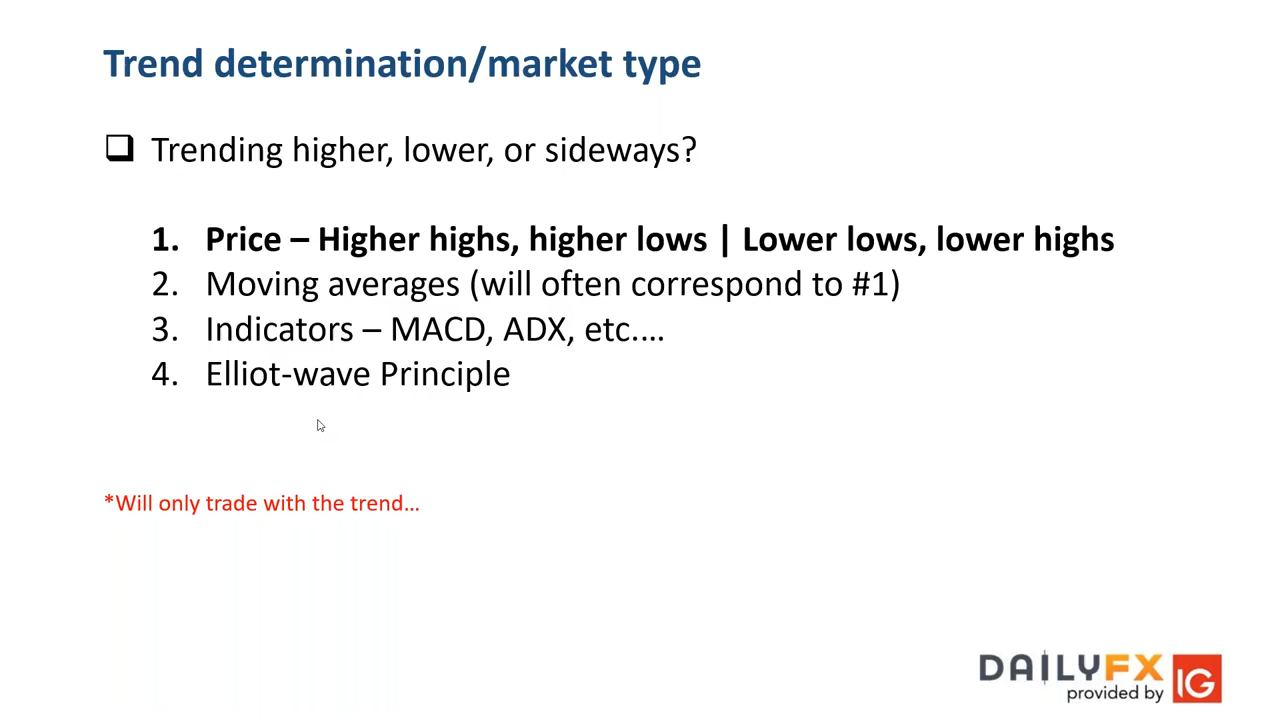 Trend determination/market type
❑ Trending higher, lower, or sideways?
1. Price – Higher highs, higher lows | Lower lows, lower highs
2. Moving averages (will often correspond to #1)
3. Indicators – MACD, ADX, etc.…
4. Elliot-wave Principle
*Will only trade with the trend…
DAILYFX
provided by IG